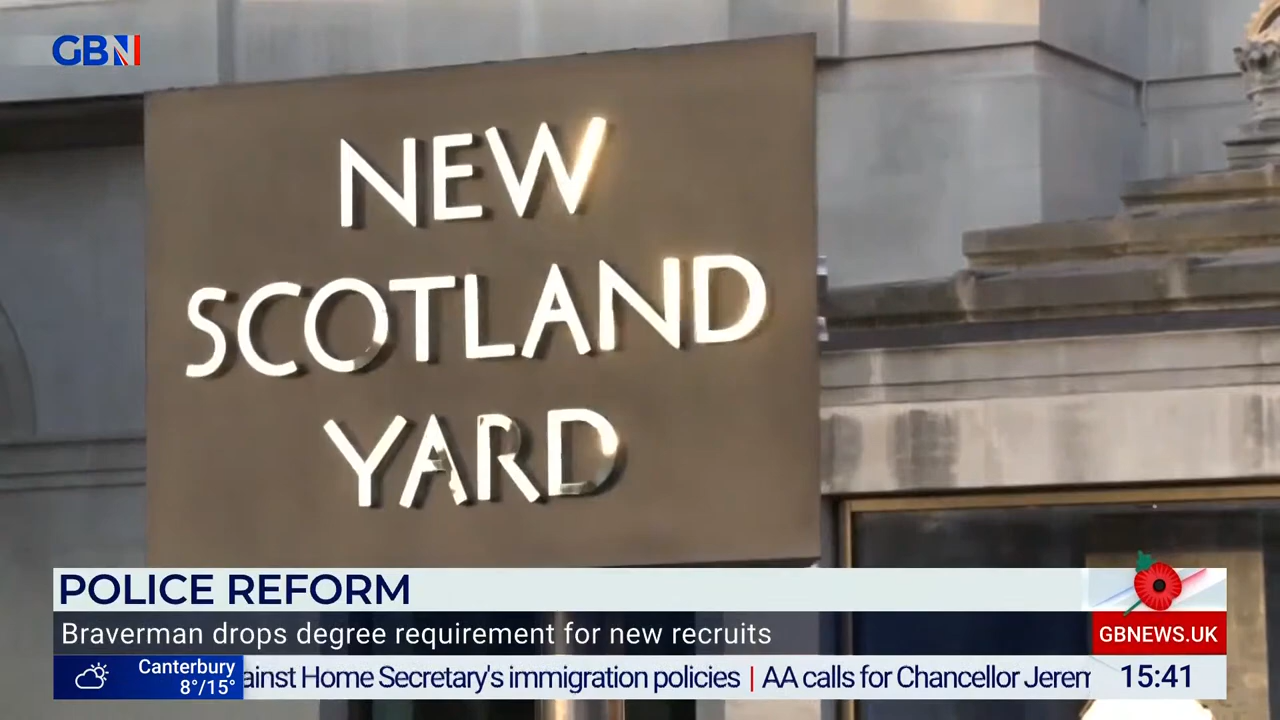 GBN
NEW
SCOTLAND
YARD
POLICE REFORM
Braverman drops degree requirement for new recruits
GBNEWS.UK
Canterbury
8°/15°
ainst Home Secretary's immigration policies | AA calls for Chancellor Jerem
15:41